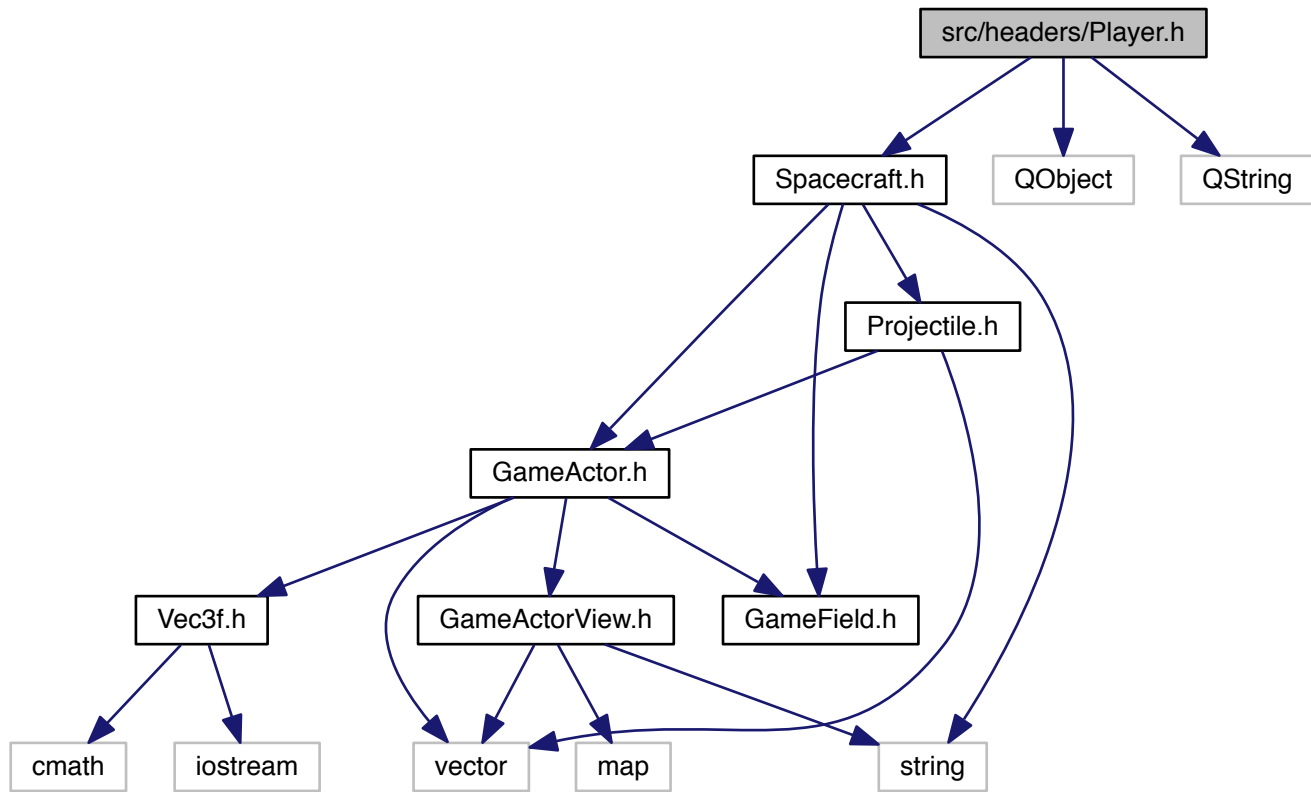 src/headers/Player.h
Spacecraft.h
QObject
QString
Projectile.h
GameActor.h
Vec3f.h
GameActorView.h
GameField.h
cmath
iostream
vector
map
string